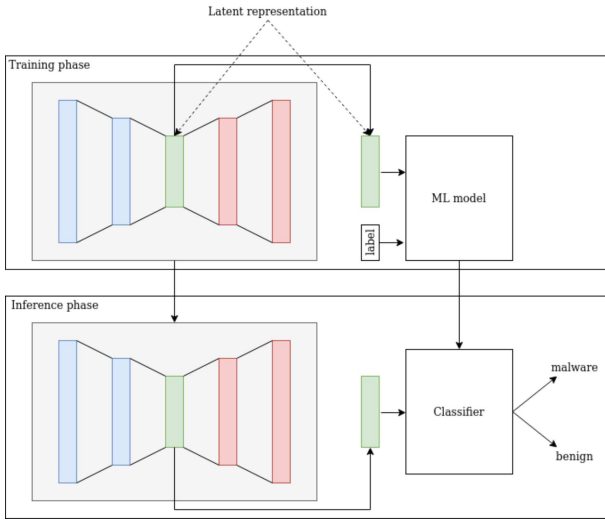 Latent representation
Training phase
ML model
label
Inference phase
malware
Classifier
benign